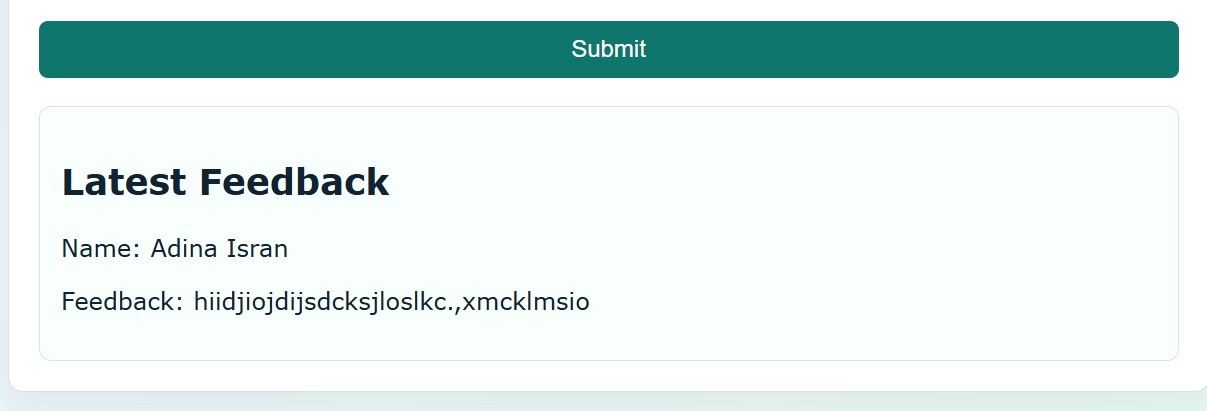 Submit
Latest Feedback
Name: Adina Isran
Feedback: hiidjiojdijsdcksjloslkc.,xmcklmsio